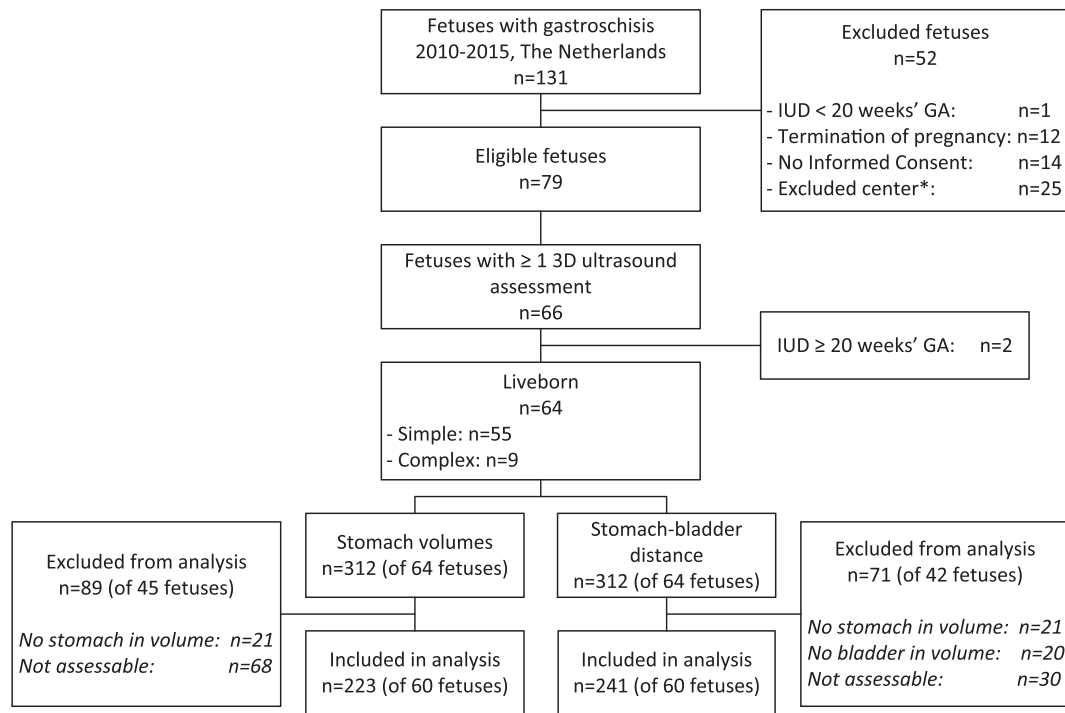 Fetuses with gastroschisis
2010-2015, The Netherlands
n=131
Excluded fetuses
n=52
- IUD < 20 weeks’ GA: n=1
- Termination of pregnancy: n=12
- No Informed Consent: n=14
- Excluded center*: n=25
Eligible fetuses
n=79
Fetuses with ≥ 1 3D ultrasound
assessment
n=66
IUD ≥ 20 weeks’ GA: n=2
Liveborn
n=64
- Simple: n=55
- Complex: n=9
Excluded from analysis
n=89 (of 45 fetuses)
No stomach in volume: n=21
Not assessable: n=68
Stomach volumes
n=312 (of 64 fetuses)
Stomach-bladder
distance
n=312 (of 64 fetuses)
Excluded from analysis
n=71 (of 42 fetuses)
No stomach in volume: n=21
No bladder in volume: n=20
Not assessable: n=30
Included in analysis
n=223 (of 60 fetuses)
Included in analysis
n=241 (of 60 fetuses)